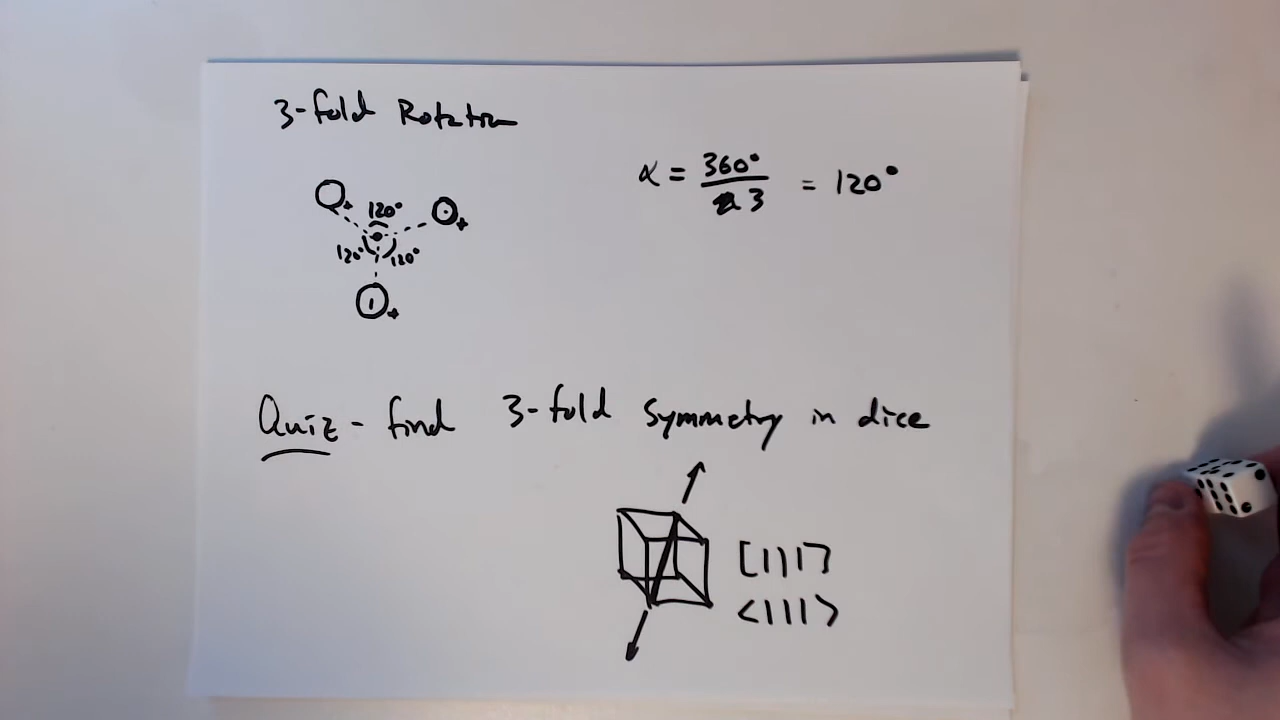 3-fold Rotation
α = 360° / 3 = 120°
+ 120° +
120° 120°
+
Quiz - find 3-fold symmetry in dice
[111]
<111>